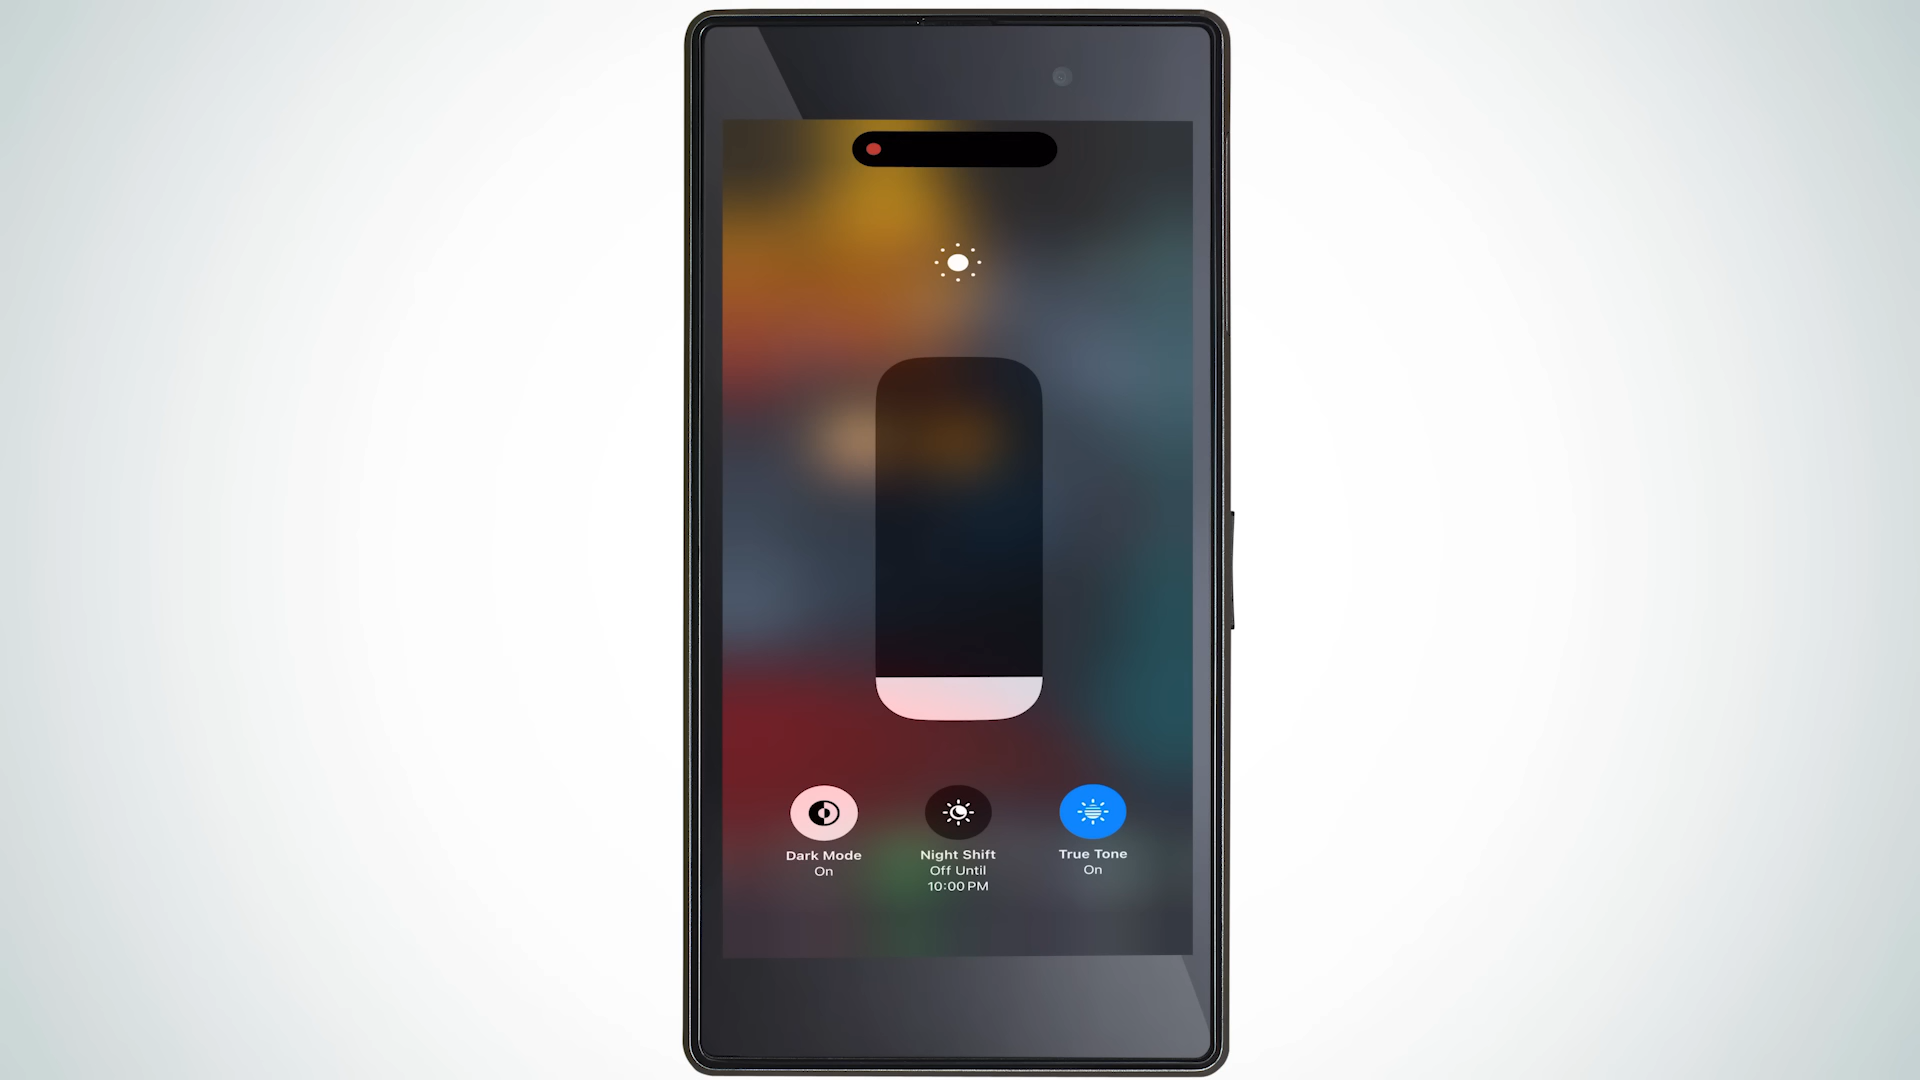 Dark Mode
On
Night Shift
Off Until
10:00 PM
True Tone
On